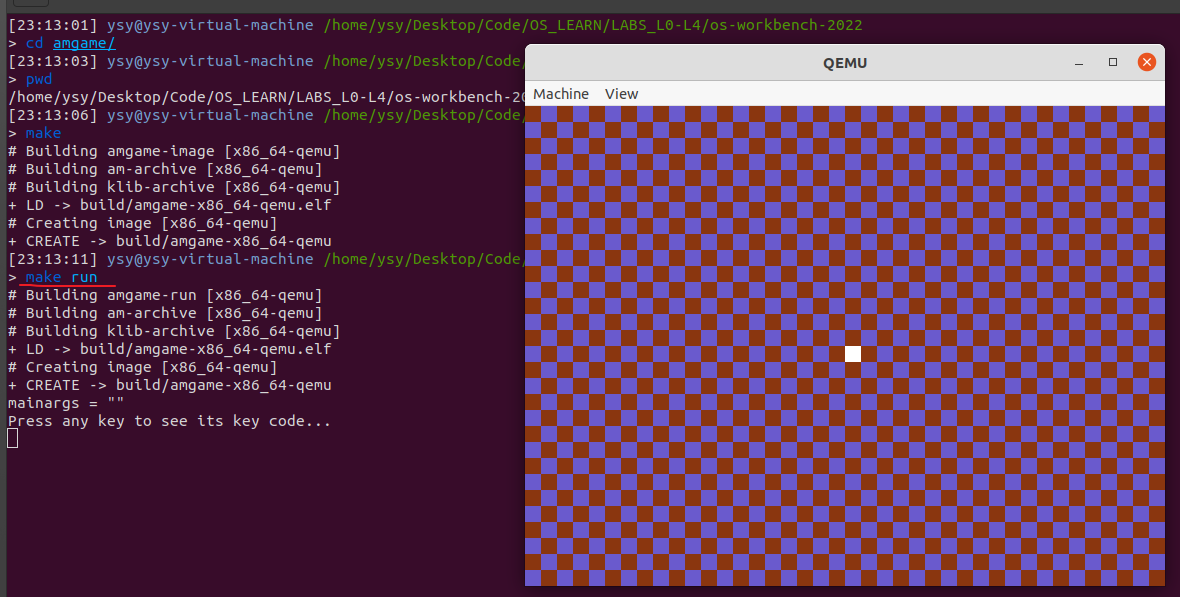 [23:13:01] ysy@ysy-virtual-machine /home/ysy/Desktop/Code/OS_LEARN/LABS_L0-L4/os-workbench-2022
> cd amgame/
[23:13:03] ysy@ysy-virtual-machine /home/ysy/Desktop/Code/
> pwd
/home/ysy/Desktop/Code/OS_LEARN/LABS_L0-L4/os-workbench-20
[23:13:06] ysy@ysy-virtual-machine /home/ysy/Desktop/Code/
> make
# Building amgame-image [x86_64-qemu]
# Building am-archive [x86_64-qemu]
# Building klib-archive [x86_64-qemu]
+ LD -> build/amgame-x86_64-qemu.elf
# Creating image [x86_64-qemu]
+ CREATE -> build/amgame-x86_64-qemu
[23:13:11] ysy@ysy-virtual-machine /home/ysy/Desktop/Code/
> make run
# Building amgame-run [x86_64-qemu]
# Building am-archive [x86_64-qemu]
# Building klib-archive [x86_64-qemu]
+ LD -> build/amgame-x86_64-qemu.elf
# Creating image [x86_64-qemu]
+ CREATE -> build/amgame-x86_64-qemu
mainargs = ""
Press any key to see its key code...
QEMU
Machine View